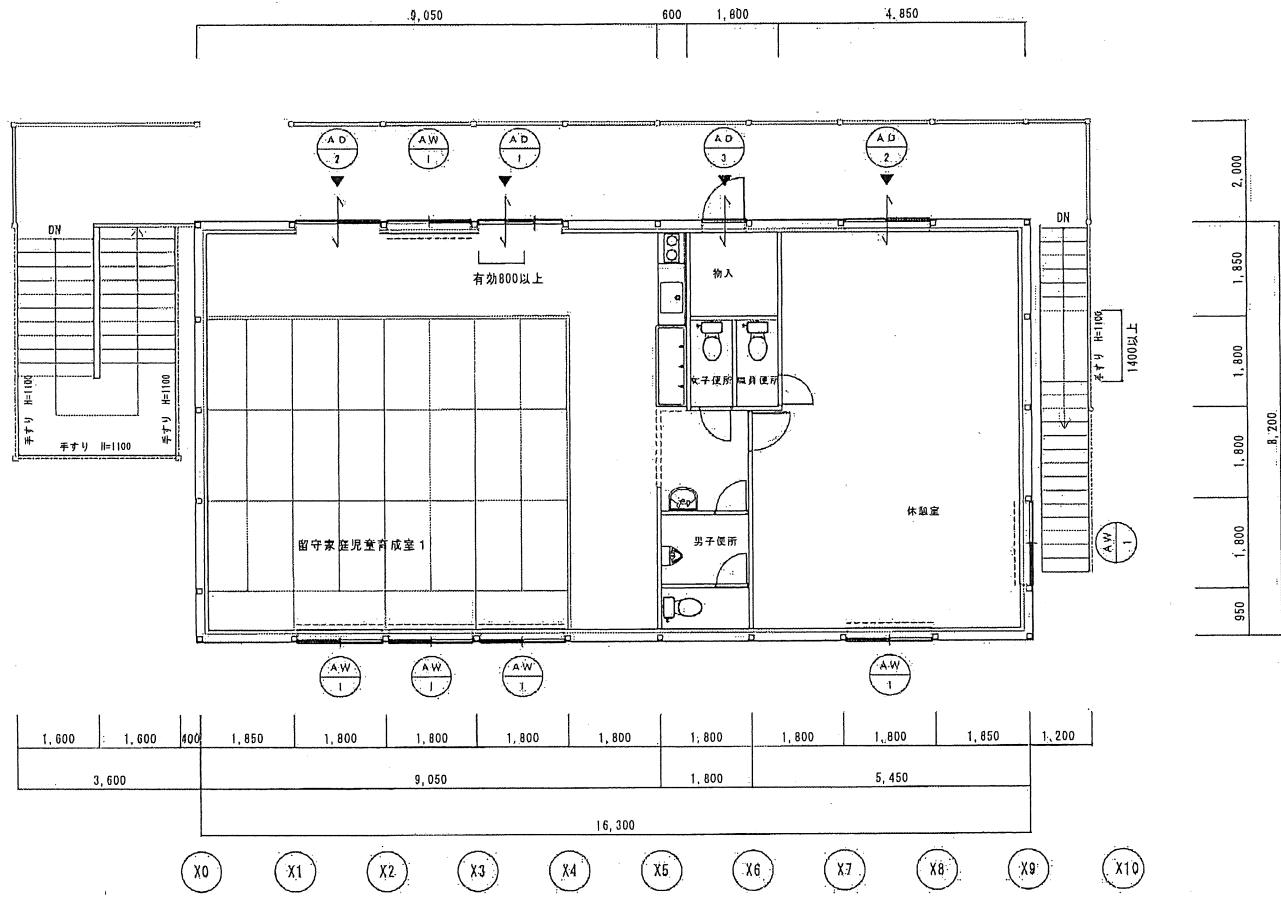 9,050 600 1,800 4,850
AD 2
AW 1
AD 1
AD 3
AD 2
2,000
DN
DN
有効800以上
物入
1,850
手すり H=1100
1400以上
1,800
8,200
女子便所 職員便所
手すり H=1100
手すり H=1100
手すり H=1100
1,800
休憩室
留守家庭児童育成室1
男子便所
AW 1
1,800
950
AW 1
AW 1
AW 1
AW 1
1,600 1,600 400 1,850 1,800 1,800 1,800 1,800 1,800 1,800 1,800 1,850 1,200
3,600 9,050 1,800 5,450
16,300
X0 X1 X2 X3 X4 X5 X6 X7 X8 X9 X10